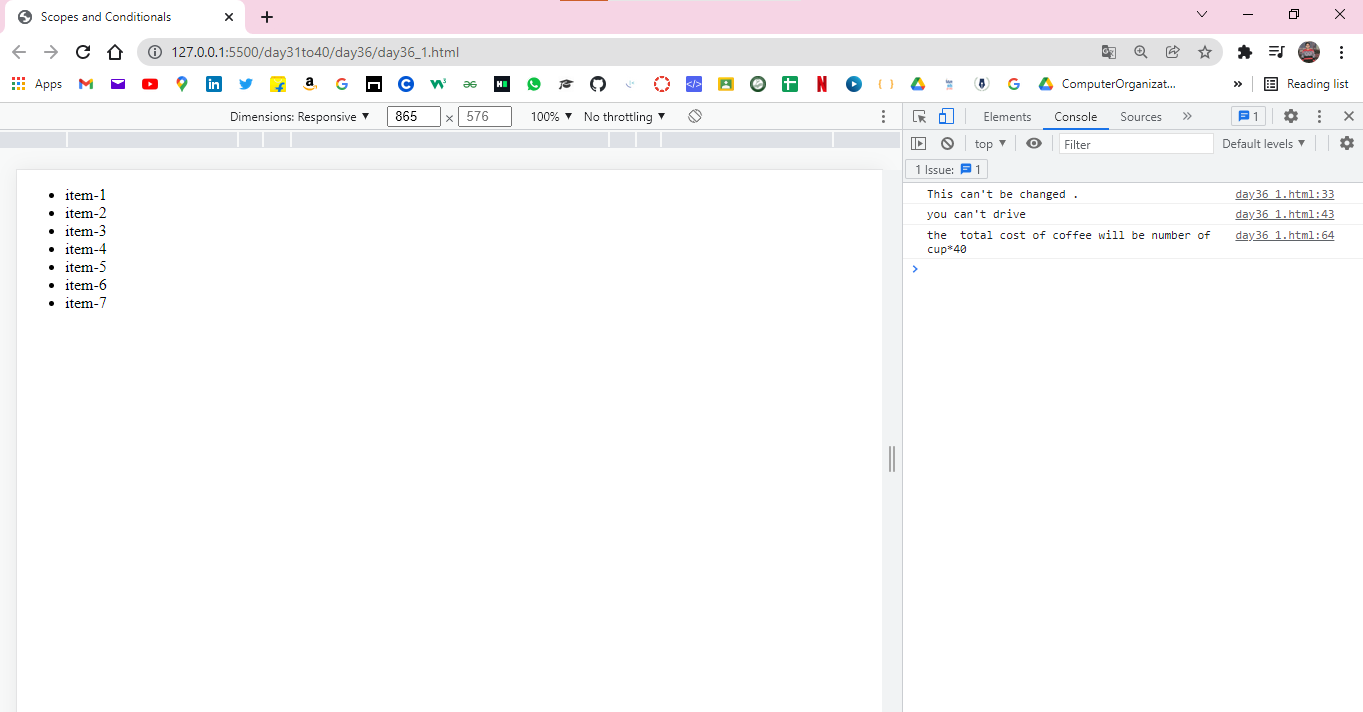 Scopes and Conditionals
127.0.0.1:5500/day31to40/day36/day36_1.html
Apps
ComputerOrganizat...
»
Reading list
Dimensions: Responsive ▼ 865 × 576 100% ▼ No throttling ▼
Elements Console Sources » 1
top ▼ Filter Default levels ▼
1 Issue: 1
• item-1
• item-2
• item-3
• item-4
• item-5
• item-6
• item-7
This can't be changed . day36_1.html:33
you can't drive day36_1.html:43
the  total cost of coffee will be number of day36_1.html:64
cup*40
>